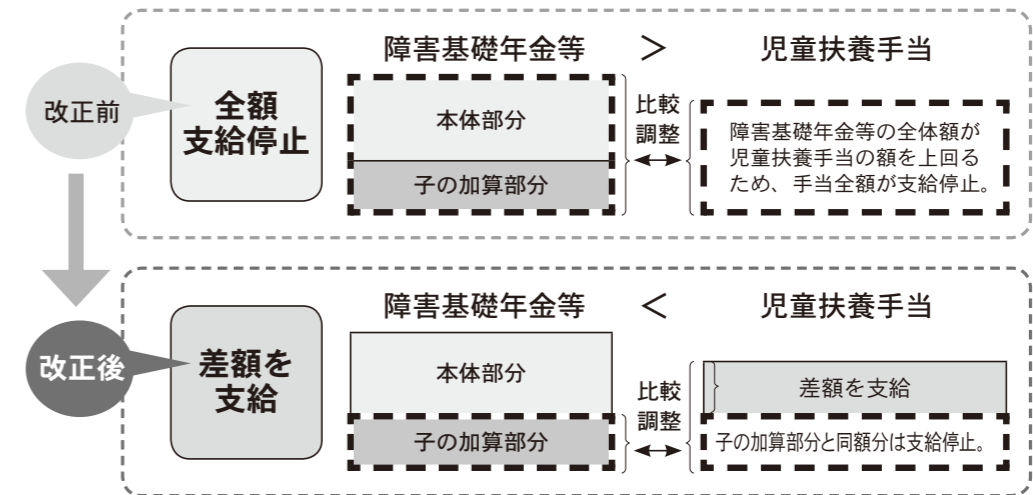 改正前
全額
支給停止
障害基礎年金等 > 児童扶養手当
本体部分
子の加算部分
比較
調整
障害基礎年金等の全体額が
児童扶養手当の額を上回る
ため、手当全額が支給停止。
改正後
差額を
支給
障害基礎年金等 < 児童扶養手当
本体部分
子の加算部分
比較
調整
差額を支給
子の加算部分と同額分は支給停止。